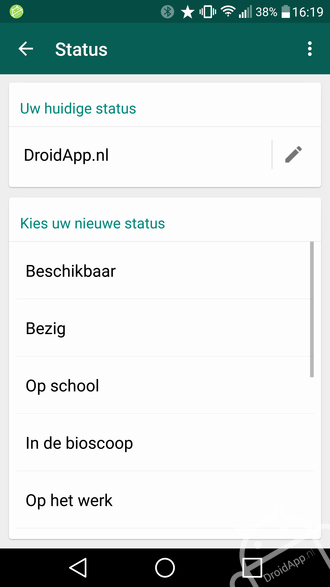 38% 16:19
Status
Uw huidige status
DroidApp.nl
Kies uw nieuwe status
Beschikbaar
Bezig
Op school
In de bioscoop
Op het werk
DroidApp.nl